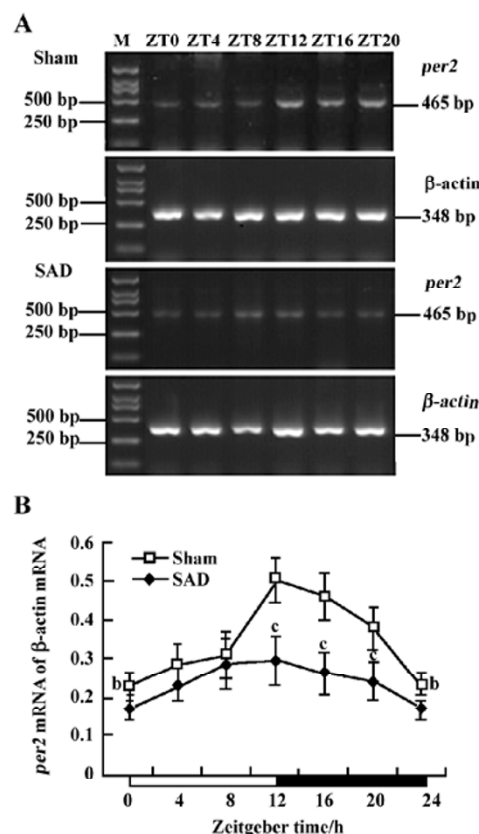 A
M ZT0 ZT4 ZT8 ZT12 ZT16 ZT20
Sham
per2
500 bp
465 bp
250 bp
β-actin
500 bp
348 bp
250 bp
SAD
per2
500 bp
465 bp
250 bp
β-actin
500 bp
348 bp
250 bp
B
per2 mRNA of β-actin mRNA
0.6
0.5
0.4
0.3
0.2
0.1
0
Sham
SAD
b
c
c
c
b
0 4 8 12 16 20 24
Zeitgeber time/h